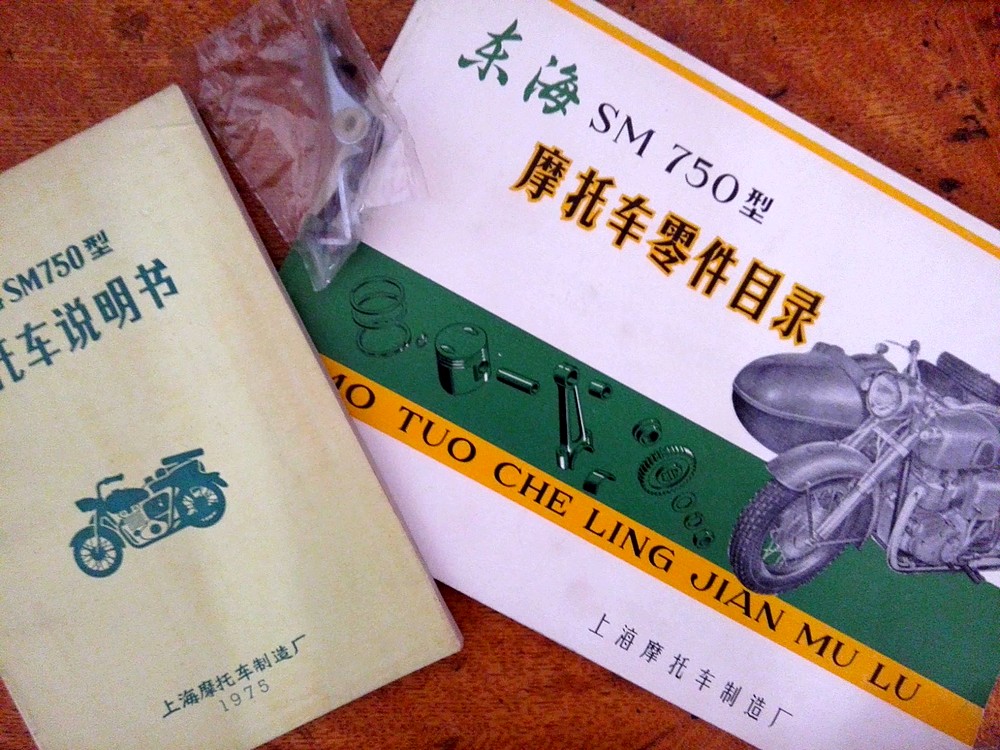 SM750型
托车说明书
上海摩托车制造厂
1975
东海 SM 750型
摩托车零件目录
MO TUO CHE LING JIAN MU LU
上海摩托车制造厂